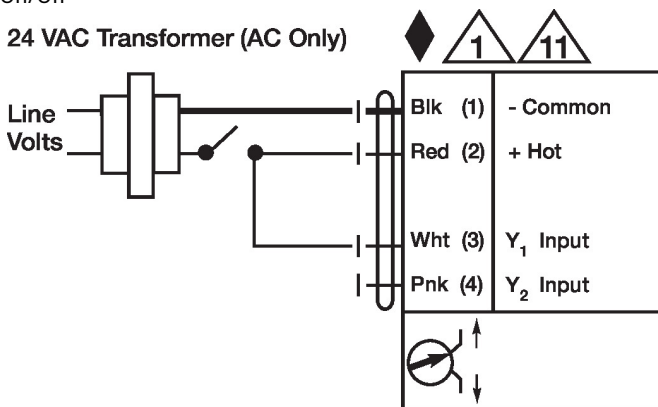 24 VAC Transformer (AC Only)
1
11
Line
Volts
Blk (1) - Common
Red (2) + Hot
Wht (3) Y1 Input
Pnk (4) Y2 Input